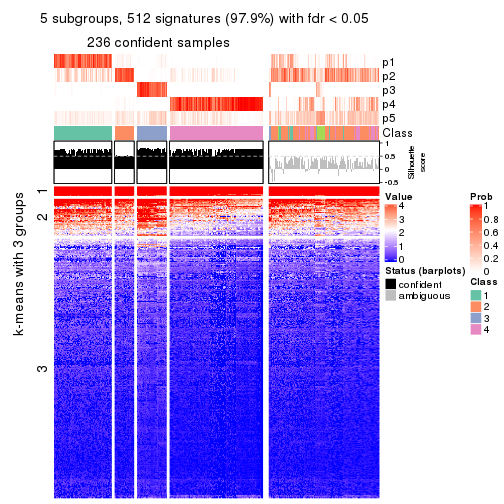 5 subgroups, 512 signatures (97.9%) with fdr < 0.05
236 confident samples
p1
p2
p3
p4
p5
Class
1
0.5
0
-0.5
Silhouette
score
k-means with 3 groups
1
2
3
Value
4
3
2
1
0
Status (barplots)
confident
ambiguous
Prob
1
0.8
0.6
0.4
0.2
0
Class
1
2
3
4